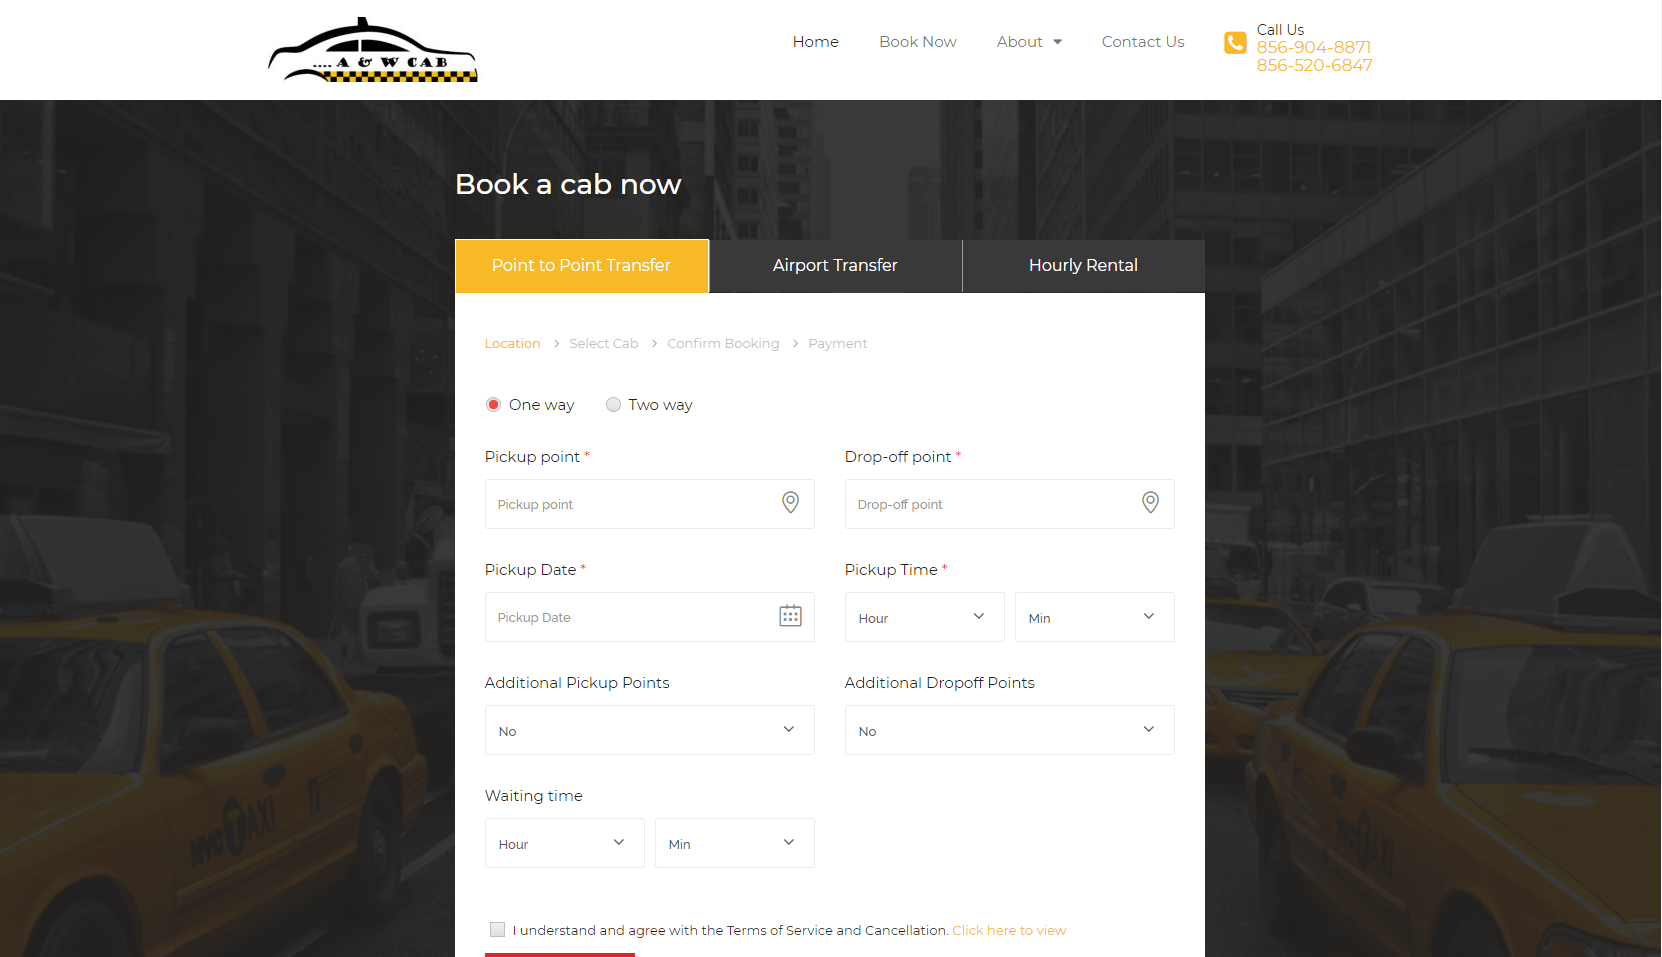 ....A & W CAB
Home
Book Now
About
Contact Us
Call Us
856-904-8871
856-520-6847
Book a cab now
Point to Point Transfer
Airport Transfer
Hourly Rental
Location > Select Cab > Confirm Booking > Payment
One way
Two way
Pickup point *
Drop-off point *
Pickup point
Drop-off point
Pickup Date *
Pickup Time *
Pickup Date
Hour
Min
Additional Pickup Points
Additional Dropoff Points
No
No
Waiting time
Hour
Min
I understand and agree with the Terms of Service and Cancellation. Click here to view
NYC TAXI
NYC TAXI